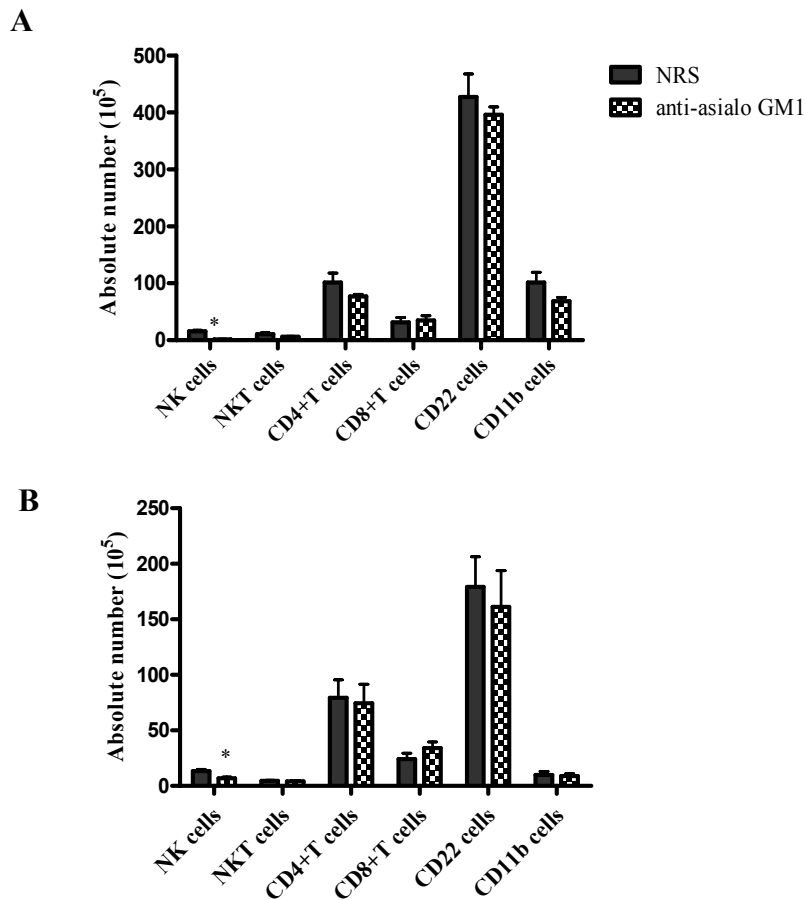 A
Absolute number (10⁵)
500
400
300
200
100
0
NRS
anti-asialo GM1
*
NK cells
NKT cells
CD4+T cells
CD8+T cells
CD22 cells
CD11b cells
B
Absolute number (10⁵)
250
200
150
100
50
0
*
NK cells
NKT cells
CD4+T cells
CD8+T cells
CD22 cells
CD11b cells